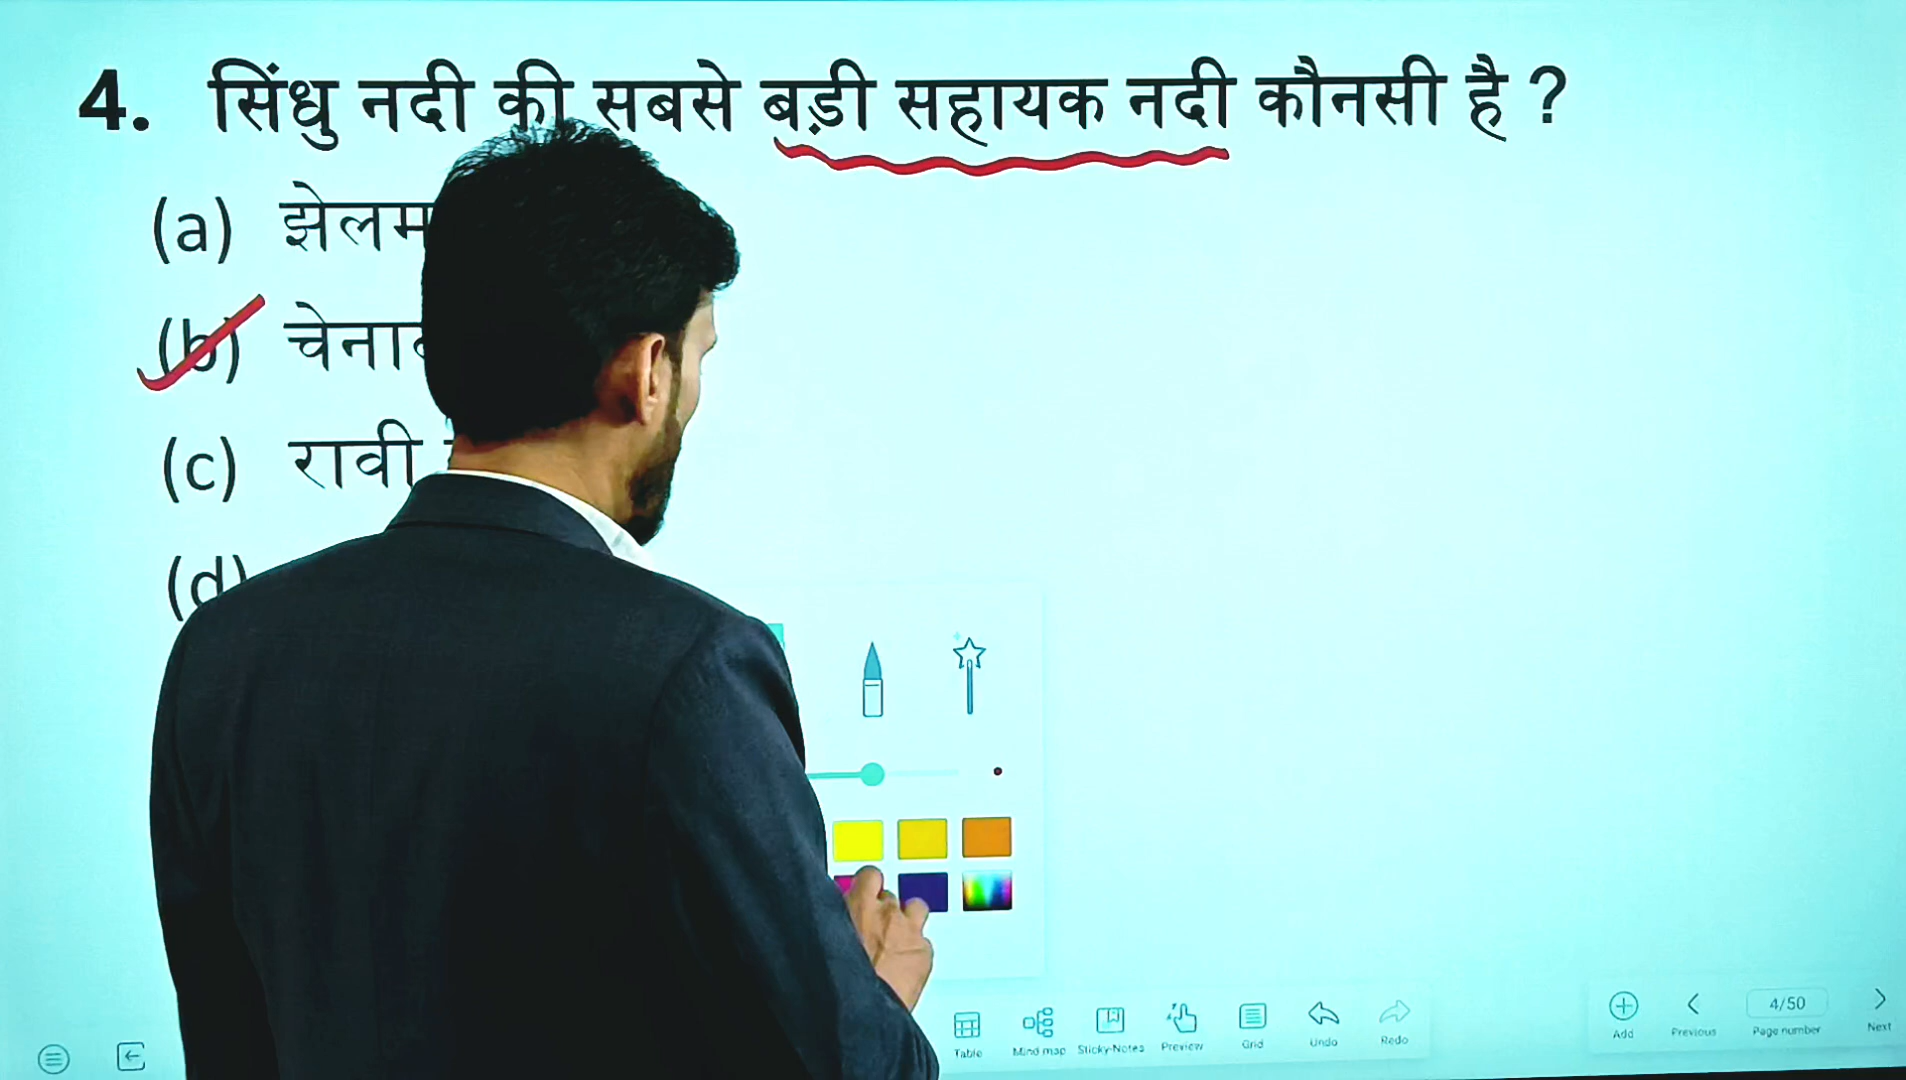 4. सिंधु नदी की सबसे बड़ी सहायक नदी कौनसी है ?
(a) झेलम
(b)
(c) रावी
(d)
Table
Mind map
Sticky-Notes
Preview
Grid
Undo
Redo
Add
Previous
4/50
Page number
Next